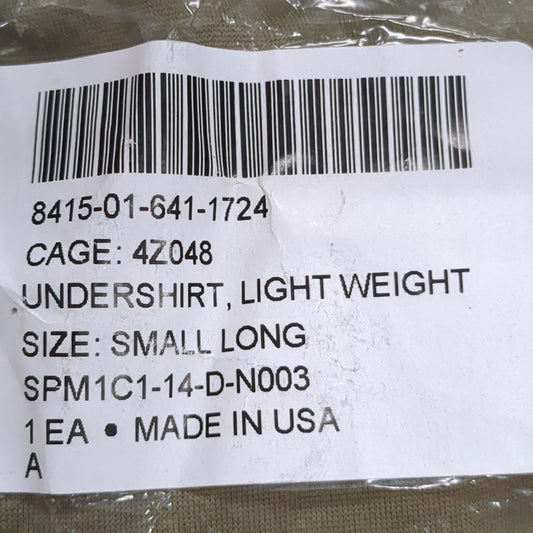 8415-01-641-1724
CAGE: 4Z048
UNDERSHIRT, LIGHT WEIGHT
SIZE: SMALL LONG
SPM1C1-14-D-N003
1 EA • MADE IN USA
A